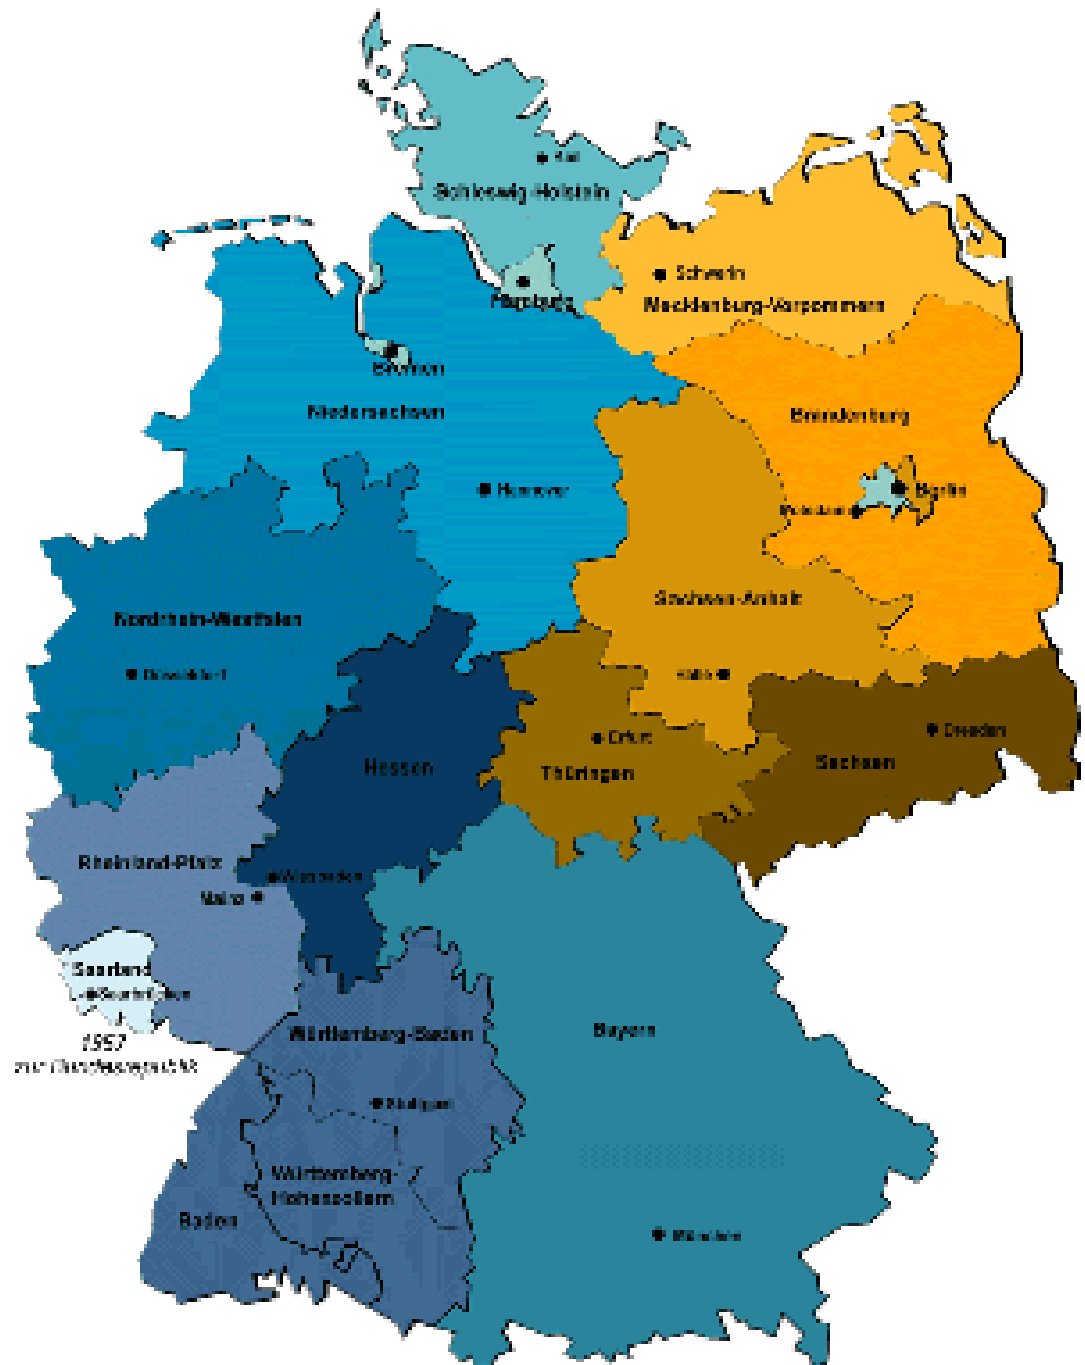 Kiel
Schleswig-Holstein
Schwerin
Mecklenburg-Vorpommern
Hamburg
Bremen
Niedersachsen
Brandenburg
Hannover
Berlin
Potsdam
Sachsen-Anhalt
Nordrhein-Westfalen
Düsseldorf
Halle
Dresden
Erfurt
Sachsen
Hessen
Thüringen
Rheinland-Pfalz
Wiesbaden
Mainz
Saarland
Saarbrücken
Württemberg-Baden
Bayern
1957
zur Bundesrepublik
Stuttgart
Württemberg-
Hohenzollern
Baden
München